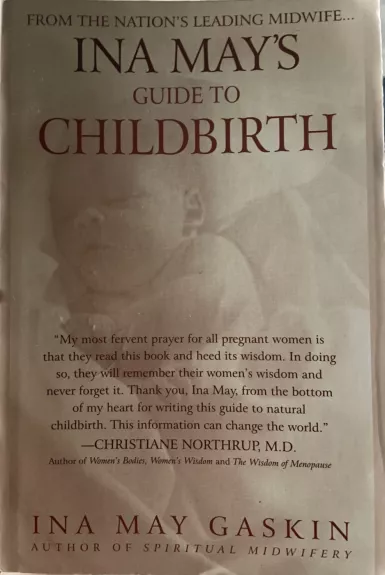 FROM THE NATION'S LEADING MIDWIFE...
INA MAY'S
GUIDE TO
CHILDBIRTH
"My most fervent prayer for all pregnant women is
that they read this book and heed its wisdom. In doing
so, they will remember their women's wisdom and
never forget it. Thank you, Ina May, from the bottom
of my heart for writing this guide to natural
childbirth. This information can change the world."
—CHRISTIANE NORTHRUP, M.D.
Author of Women's Bodies, Women's Wisdom and The Wisdom of Menopause
INA MAY GASKIN
AUTHOR OF SPIRITUAL MIDWIFERY